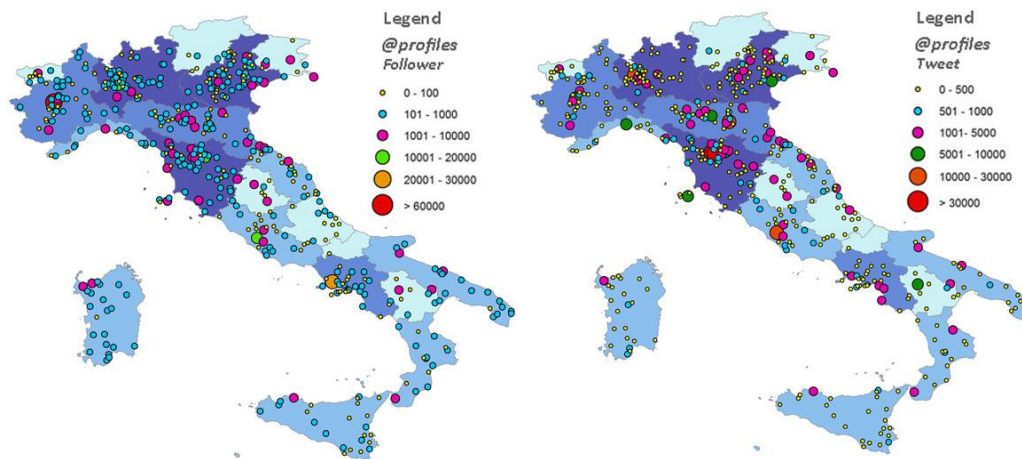 Legend
@profiles
Follower
0 - 100
101 - 1000
1001 - 10000
10001 - 20000
20001 - 30000
> 60000
Legend
@profiles
Tweet
0 - 500
501 - 1000
1001- 5000
5001 - 10000
10000 - 30000
> 30000